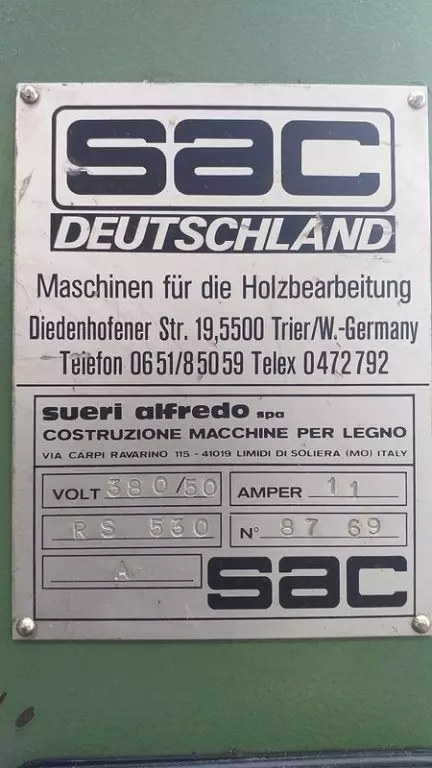 sac
DEUTSCHLAND
Maschinen für die Holzbearbeitung
Diedenhofener Str. 19,5500 Trier/W.-Germany
Telefon 0651/85059 Telex 0472792
sueri alfredo spa
COSTRUZIONE MACCHINE PER LEGNO
VIA CARPI RAVARINO 115 - 41019 LIMIDI DI SOLIERA (MO) ITALY
VOLT 380/50 AMPER 11
RS 530 N° 87 69
A sac